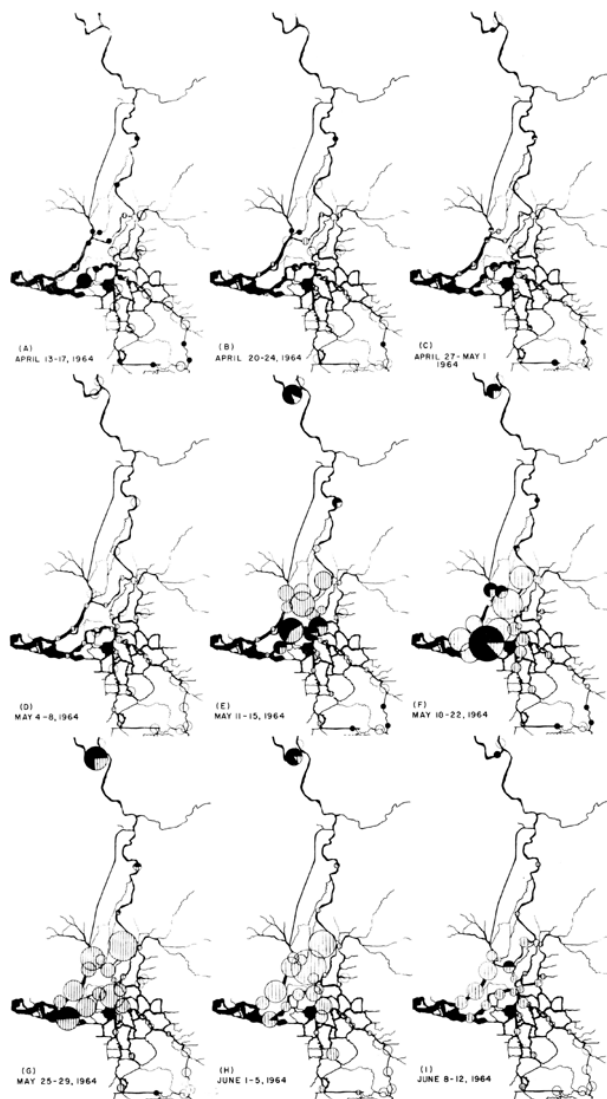 (A)
APRIL 13-17, 1964
(B)
APRIL 20-24, 1964
(C)
APRIL 27-MAY 1
1964
(D)
MAY 4-8, 1964
(E)
MAY 11-15, 1964
(F)
MAY 18-22, 1964
(G)
MAY 25-29, 1964
(H)
JUNE 1-5, 1964
(I)
JUNE 8-12, 1964